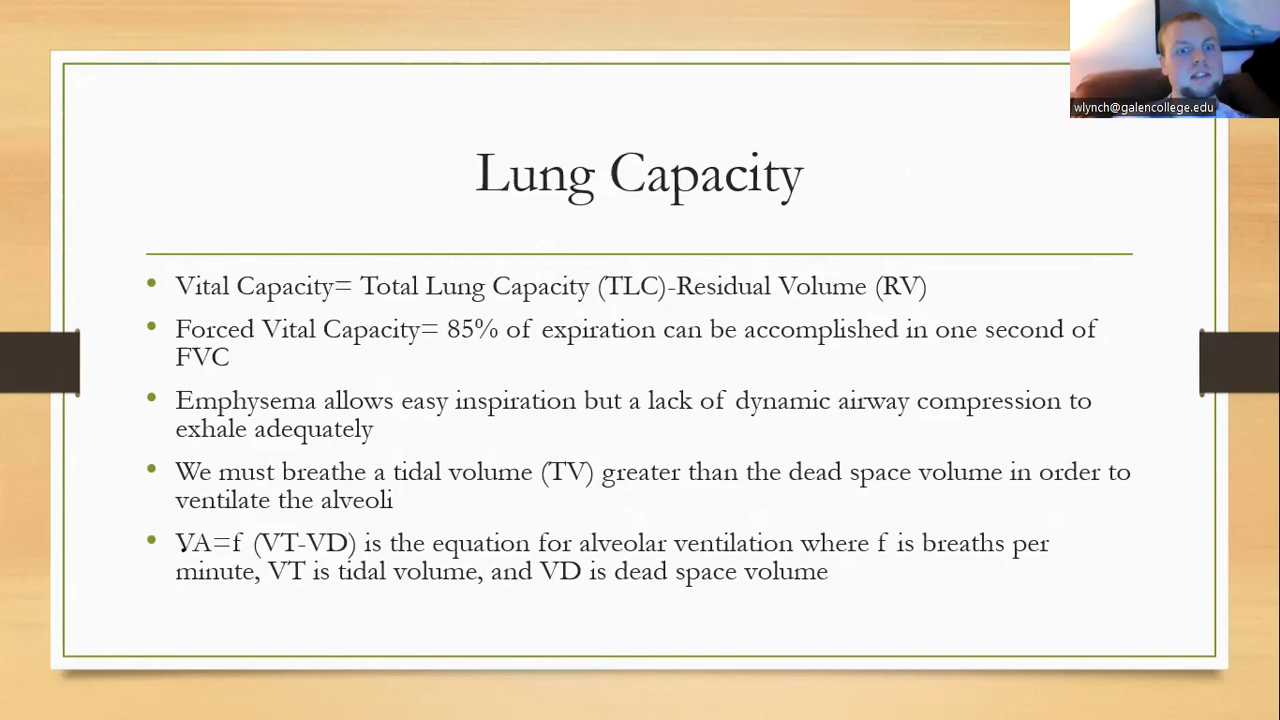 wlynch@galencollege.edu
Lung Capacity
Vital Capacity= Total Lung Capacity (TLC)-Residual Volume (RV)
Forced Vital Capacity= 85% of expiration can be accomplished in one second of
FVC
Emphysema allows easy inspiration but a lack of dynamic airway compression to
exhale adequately
We must breathe a tidal volume (TV) greater than the dead space volume in order to
ventilate the alveoli
VA=f (VT-VD) is the equation for alveolar ventilation where f is breaths per
minute, VT is tidal volume, and VD is dead space volume